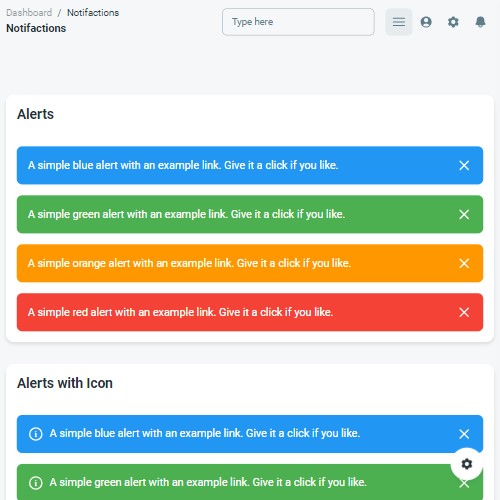 Dashboard / Notifactions
Notifactions
Type here
Alerts
A simple blue alert with an example link. Give it a click if you like.
A simple green alert with an example link. Give it a click if you like.
A simple orange alert with an example link. Give it a click if you like.
A simple red alert with an example link. Give it a click if you like.
Alerts with Icon
A simple blue alert with an example link. Give it a click if you like.
A simple green alert with an example link. Give it a click if you like.